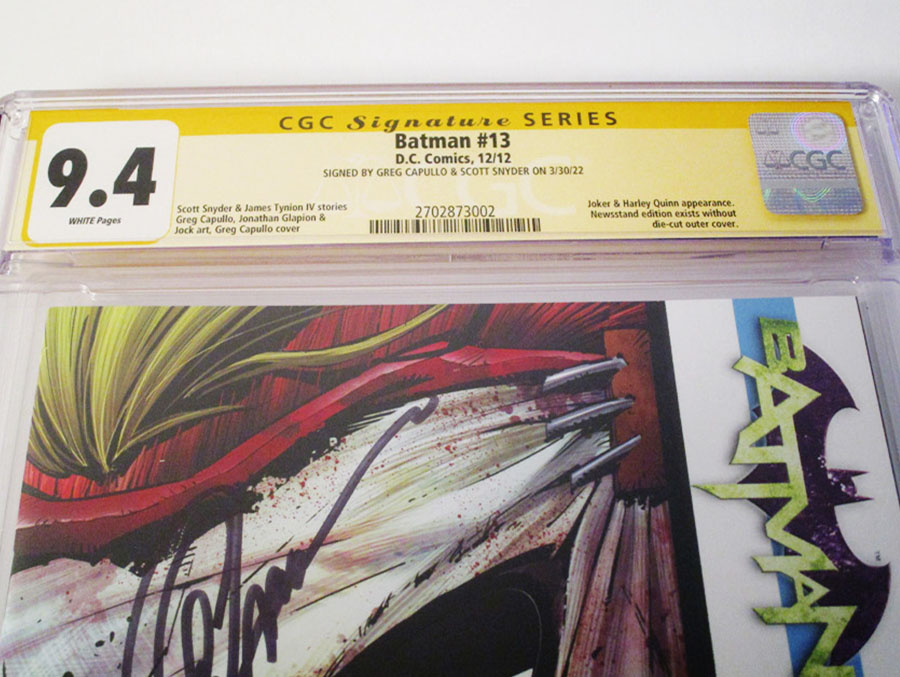 CGC Signature SERIES
Batman #13
D.C. Comics, 12/12
SIGNED BY GREG CAPULLO & SCOTT SNYDER ON 3/30/22
9.4
WHITE Pages
Scott Snyder & James Tynion IV stories
Greg Capullo, Jonathan Glapion &
Jock art, Greg Capullo cover
2702873002
Joker & Harley Quinn appearance.
Newsstand edition exists without
die-cut outer cover.
CGC
BATMAN
TM